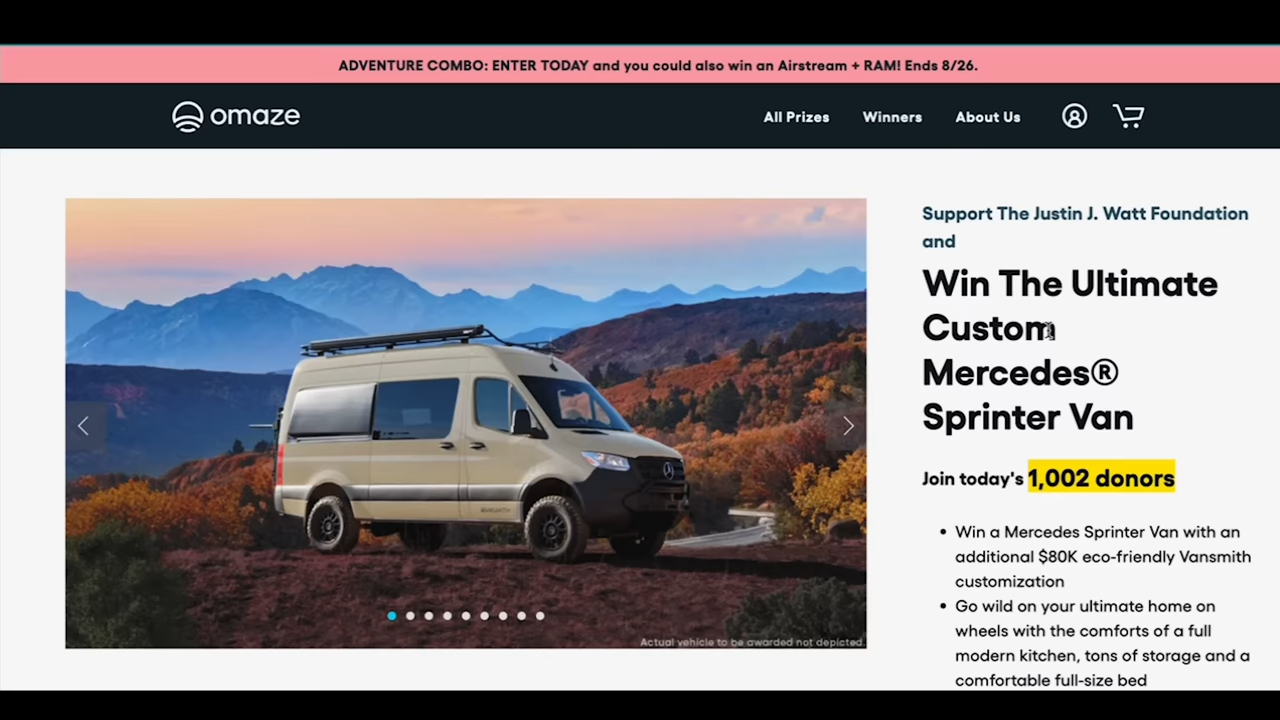 ADVENTURE COMBO: ENTER TODAY and you could also win an Airstream + RAM! Ends 8/26.
omaze
All Prizes
Winners
About Us
Support The Justin J. Watt Foundation
and
Win The Ultimate
Custom
Mercedes®
Sprinter Van
Join today's 1,002 donors
• Win a Mercedes Sprinter Van with an
additional $80K eco-friendly Vansmith
customization
• Go wild on your ultimate home on
wheels with the comforts of a full
modern kitchen, tons of storage and a
comfortable full-size bed
Actual vehicle to be awarded not depicted.